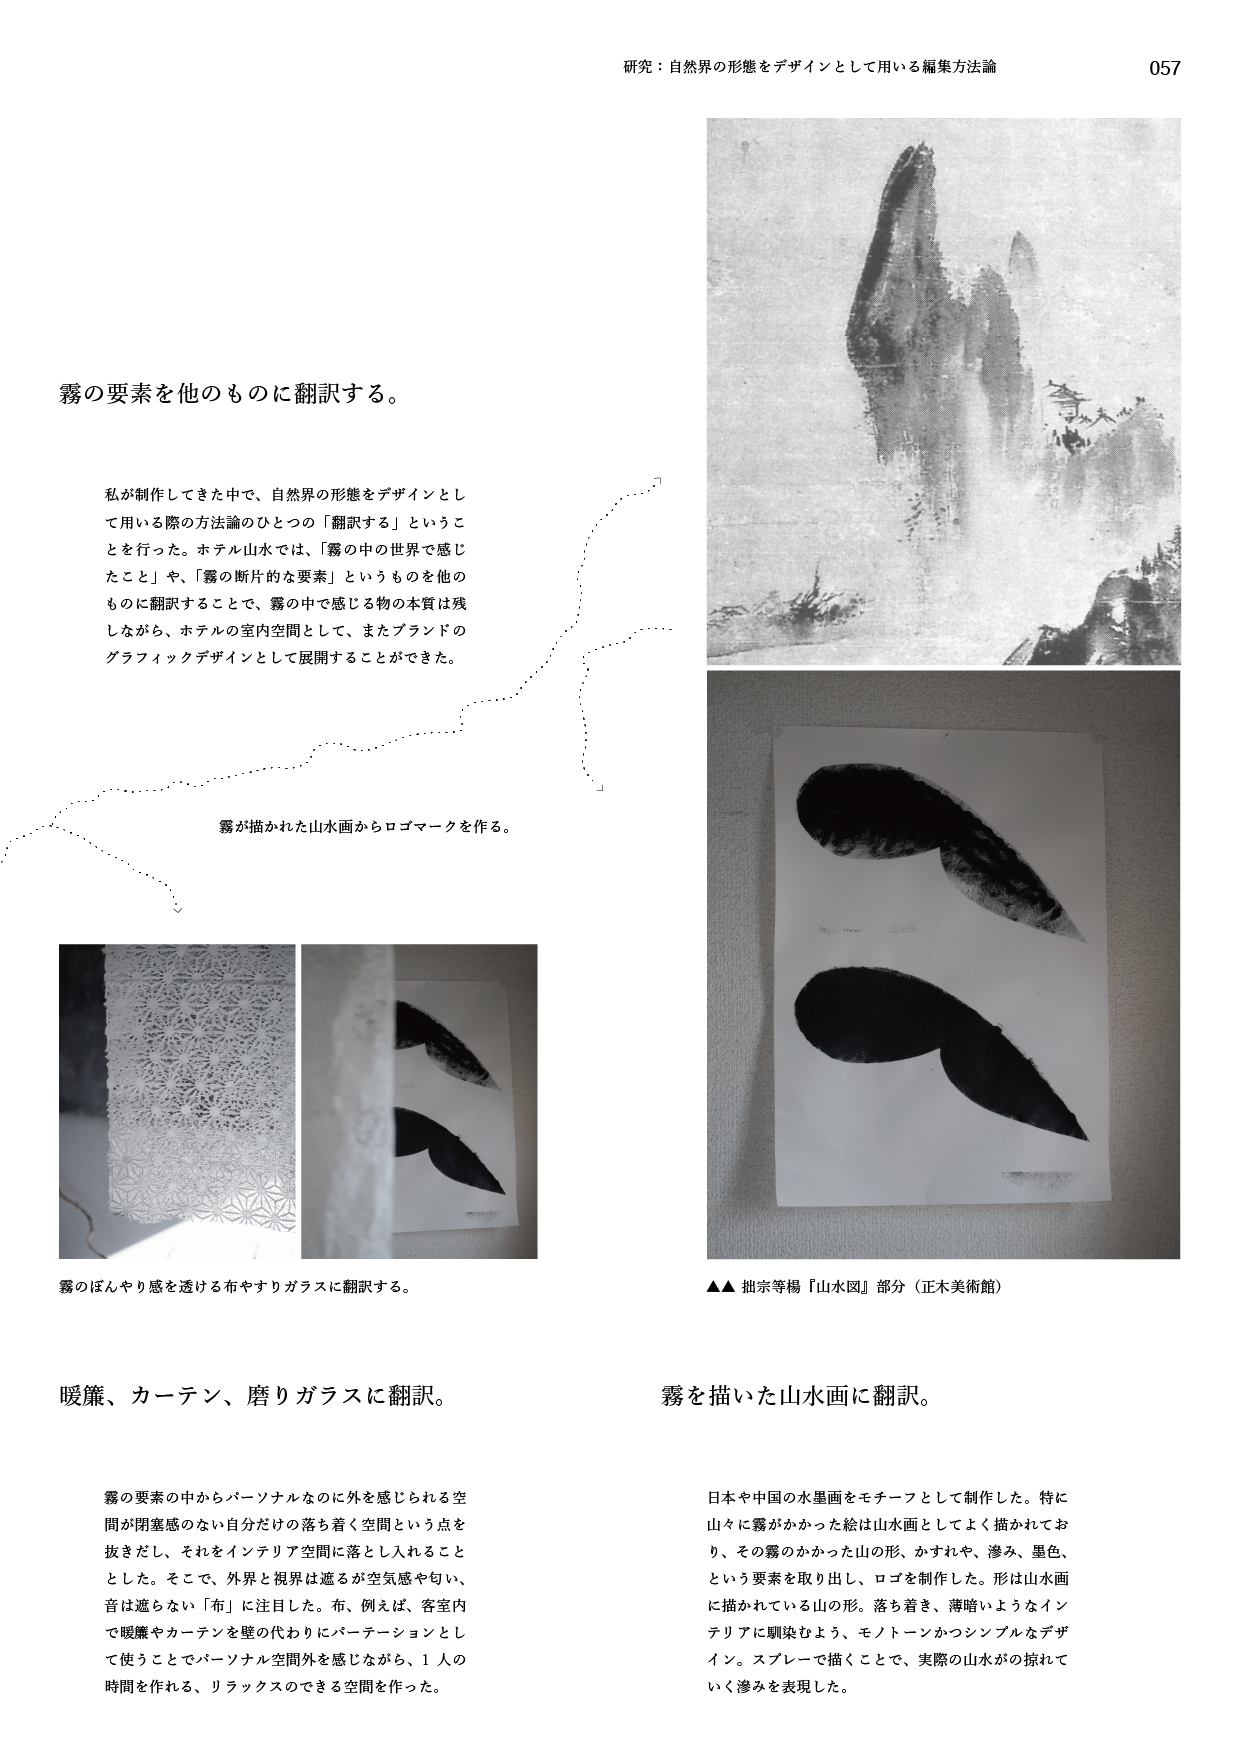 研究：自然界の形態をデザインとして用いる編集方法論
057
霧の要素を他のものに翻訳する。
私が制作してきた中で、自然界の形態をデザインとし
て用いる際の方法論のひとつの「翻訳する」というこ
とを行った。ホテル山水では、「霧の中の世界で感じ
たこと」や、「霧の断片的な要素」というものを他の
ものに翻訳することで、霧の中で感じる物の本質は残
しながら、ホテルの室内空間として、またブランドの
グラフィックデザインとして展開することができた。
霧が描かれた山水画からロゴマークを作る。
霧のぼんやり感を透ける布やすりガラスに翻訳する。
▲▲ 拙宗等楊『山水図』部分（正木美術館）
暖簾、カーテン、磨りガラスに翻訳。
霧の要素の中からパーソナルなのに外を感じられる空
間が閉塞感のない自分だけの落ち着く空間という点を
抜きだし、それをインテリア空間に落とし入れること
とした。そこで、外界と視界は遮るが空気感や匂い、
音は遮らない「布」に注目した。布、例えば、客室内
で暖簾やカーテンを壁の代わりにパーテーションとし
て使うことでパーソナル空間外を感じながら、1 人の
時間を作れる、リラックスのできる空間を作った。
霧を描いた山水画に翻訳。
日本や中国の水墨画をモチーフとして制作した。特に
山々に霧がかかった絵は山水画としてよく描かれてお
り、その霧のかかった山の形、かすれや、滲み、墨色、
という要素を取り出し、ロゴを制作した。形は山水画
に描かれている山の形。落ち着き、薄暗いようなイン
テリアに馴染むよう、モノトーンかつシンプルなデザ
イン。スプレーで描くことで、実際の山水がの掠れて
いく滲みを表現した。